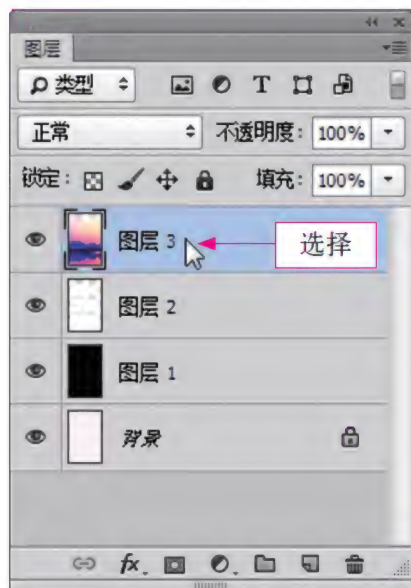 图层
类型
正常 不透明度: 100%
锁定: 填充: 100%
图层 3 选择
图层 2
图层 1
背景
fx.